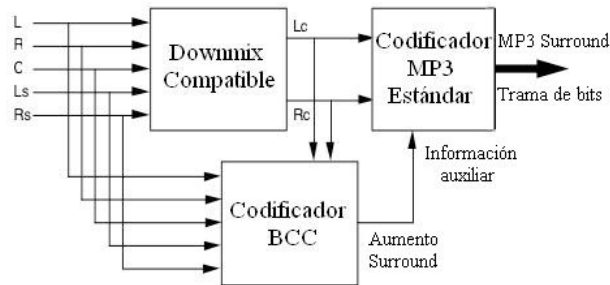 L
R
C
Ls
Rs
Downmix
Compatible
Lc
Rc
Codificador
MP3
Estándar
MP3 Surround
Trama de bits
Información
auxiliar
Codificador
BCC
Aumento
Surround